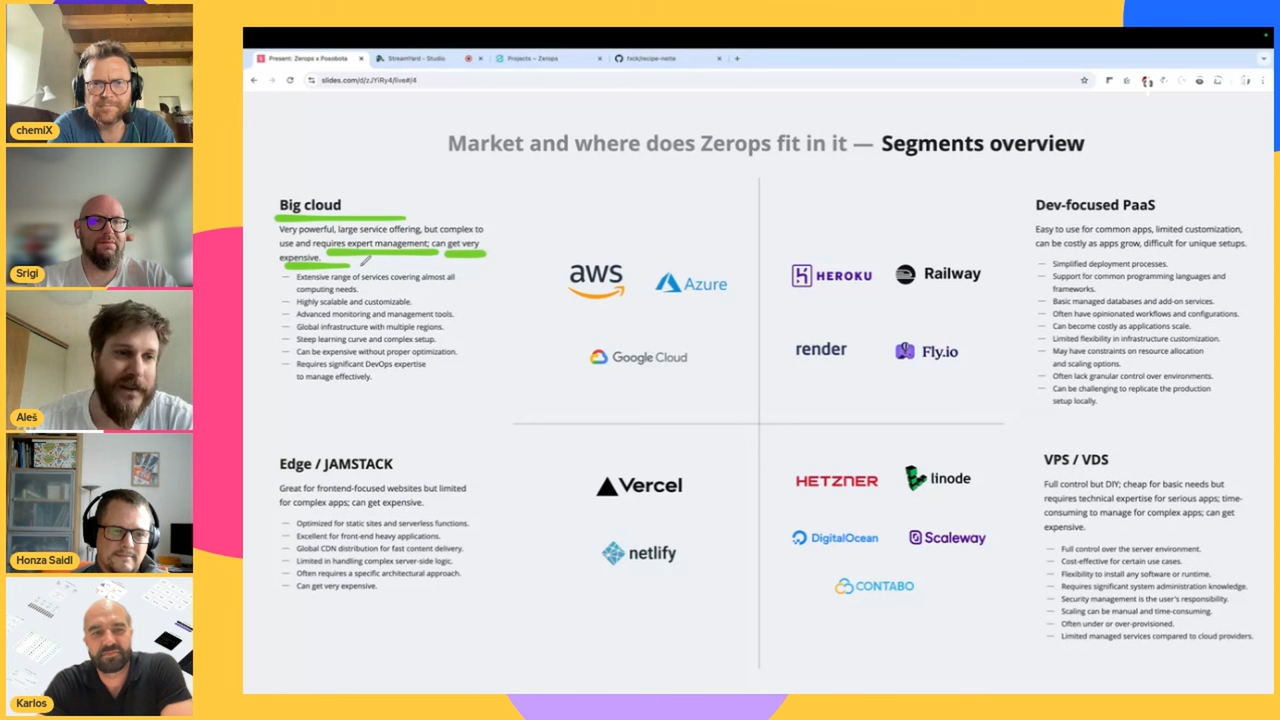 chemiX
Srigi
Aleš
Honza Saidl
Karlos
Present: Zerops x Posobota
StreamYard - Studio
Projects – Zerops
fxck/recipe-nette
slides.com/d/zJYiRy4/live#/4
Market and where does Zerops fit in it — Segments overview
Big cloud
Very powerful, large service offering, but complex to
use and requires expert management; can get very
expensive.
— Extensive range of services covering almost all
computing needs.
— Highly scalable and customizable.
— Advanced monitoring and management tools.
— Global infrastructure with multiple regions.
— Steep learning curve and complex setup.
— Can be expensive without proper optimization.
— Requires significant DevOps expertise
to manage effectively.
aws
Azure
Google Cloud
HEROKU
Railway
render
Fly.io
Dev-focused PaaS
Easy to use for common apps, limited customization,
can be costly as apps grow, difficult for unique setups.
— Simplified deployment processes.
— Support for common programming languages and
frameworks.
— Basic managed databases and add-on services.
— Often have opinionated workflows and configurations.
— Can become costly as applications scale.
— Limited flexibility in infrastructure customization.
— May have constraints on resource allocation
and scaling options.
— Often lack granular control over environments.
— Can be challenging to replicate the production
setup locally.
Edge / JAMSTACK
Great for frontend-focused websites but limited
for complex apps; can get expensive.
— Optimized for static sites and serverless functions.
— Excellent for front-end heavy applications.
— Global CDN distribution for fast content delivery.
— Limited in handling complex server-side logic.
— Often requires a specific architectural approach.
— Can get very expensive.
Vercel
netlify
HETZNER
linode
DigitalOcean
Scaleway
CONTABO
VPS / VDS
Full control but DIY; cheap for basic needs but
requires technical expertise for serious apps; time-
consuming to manage for complex apps; can get
expensive.
— Full control over the server environment.
— Cost-effective for certain use cases.
— Flexibility to install any software or runtime.
— Requires significant system administration knowledge.
— Security management is the user's responsibility.
— Scaling can be manual and time-consuming.
— Often under or over-provisioned.
— Limited managed services compared to cloud providers.